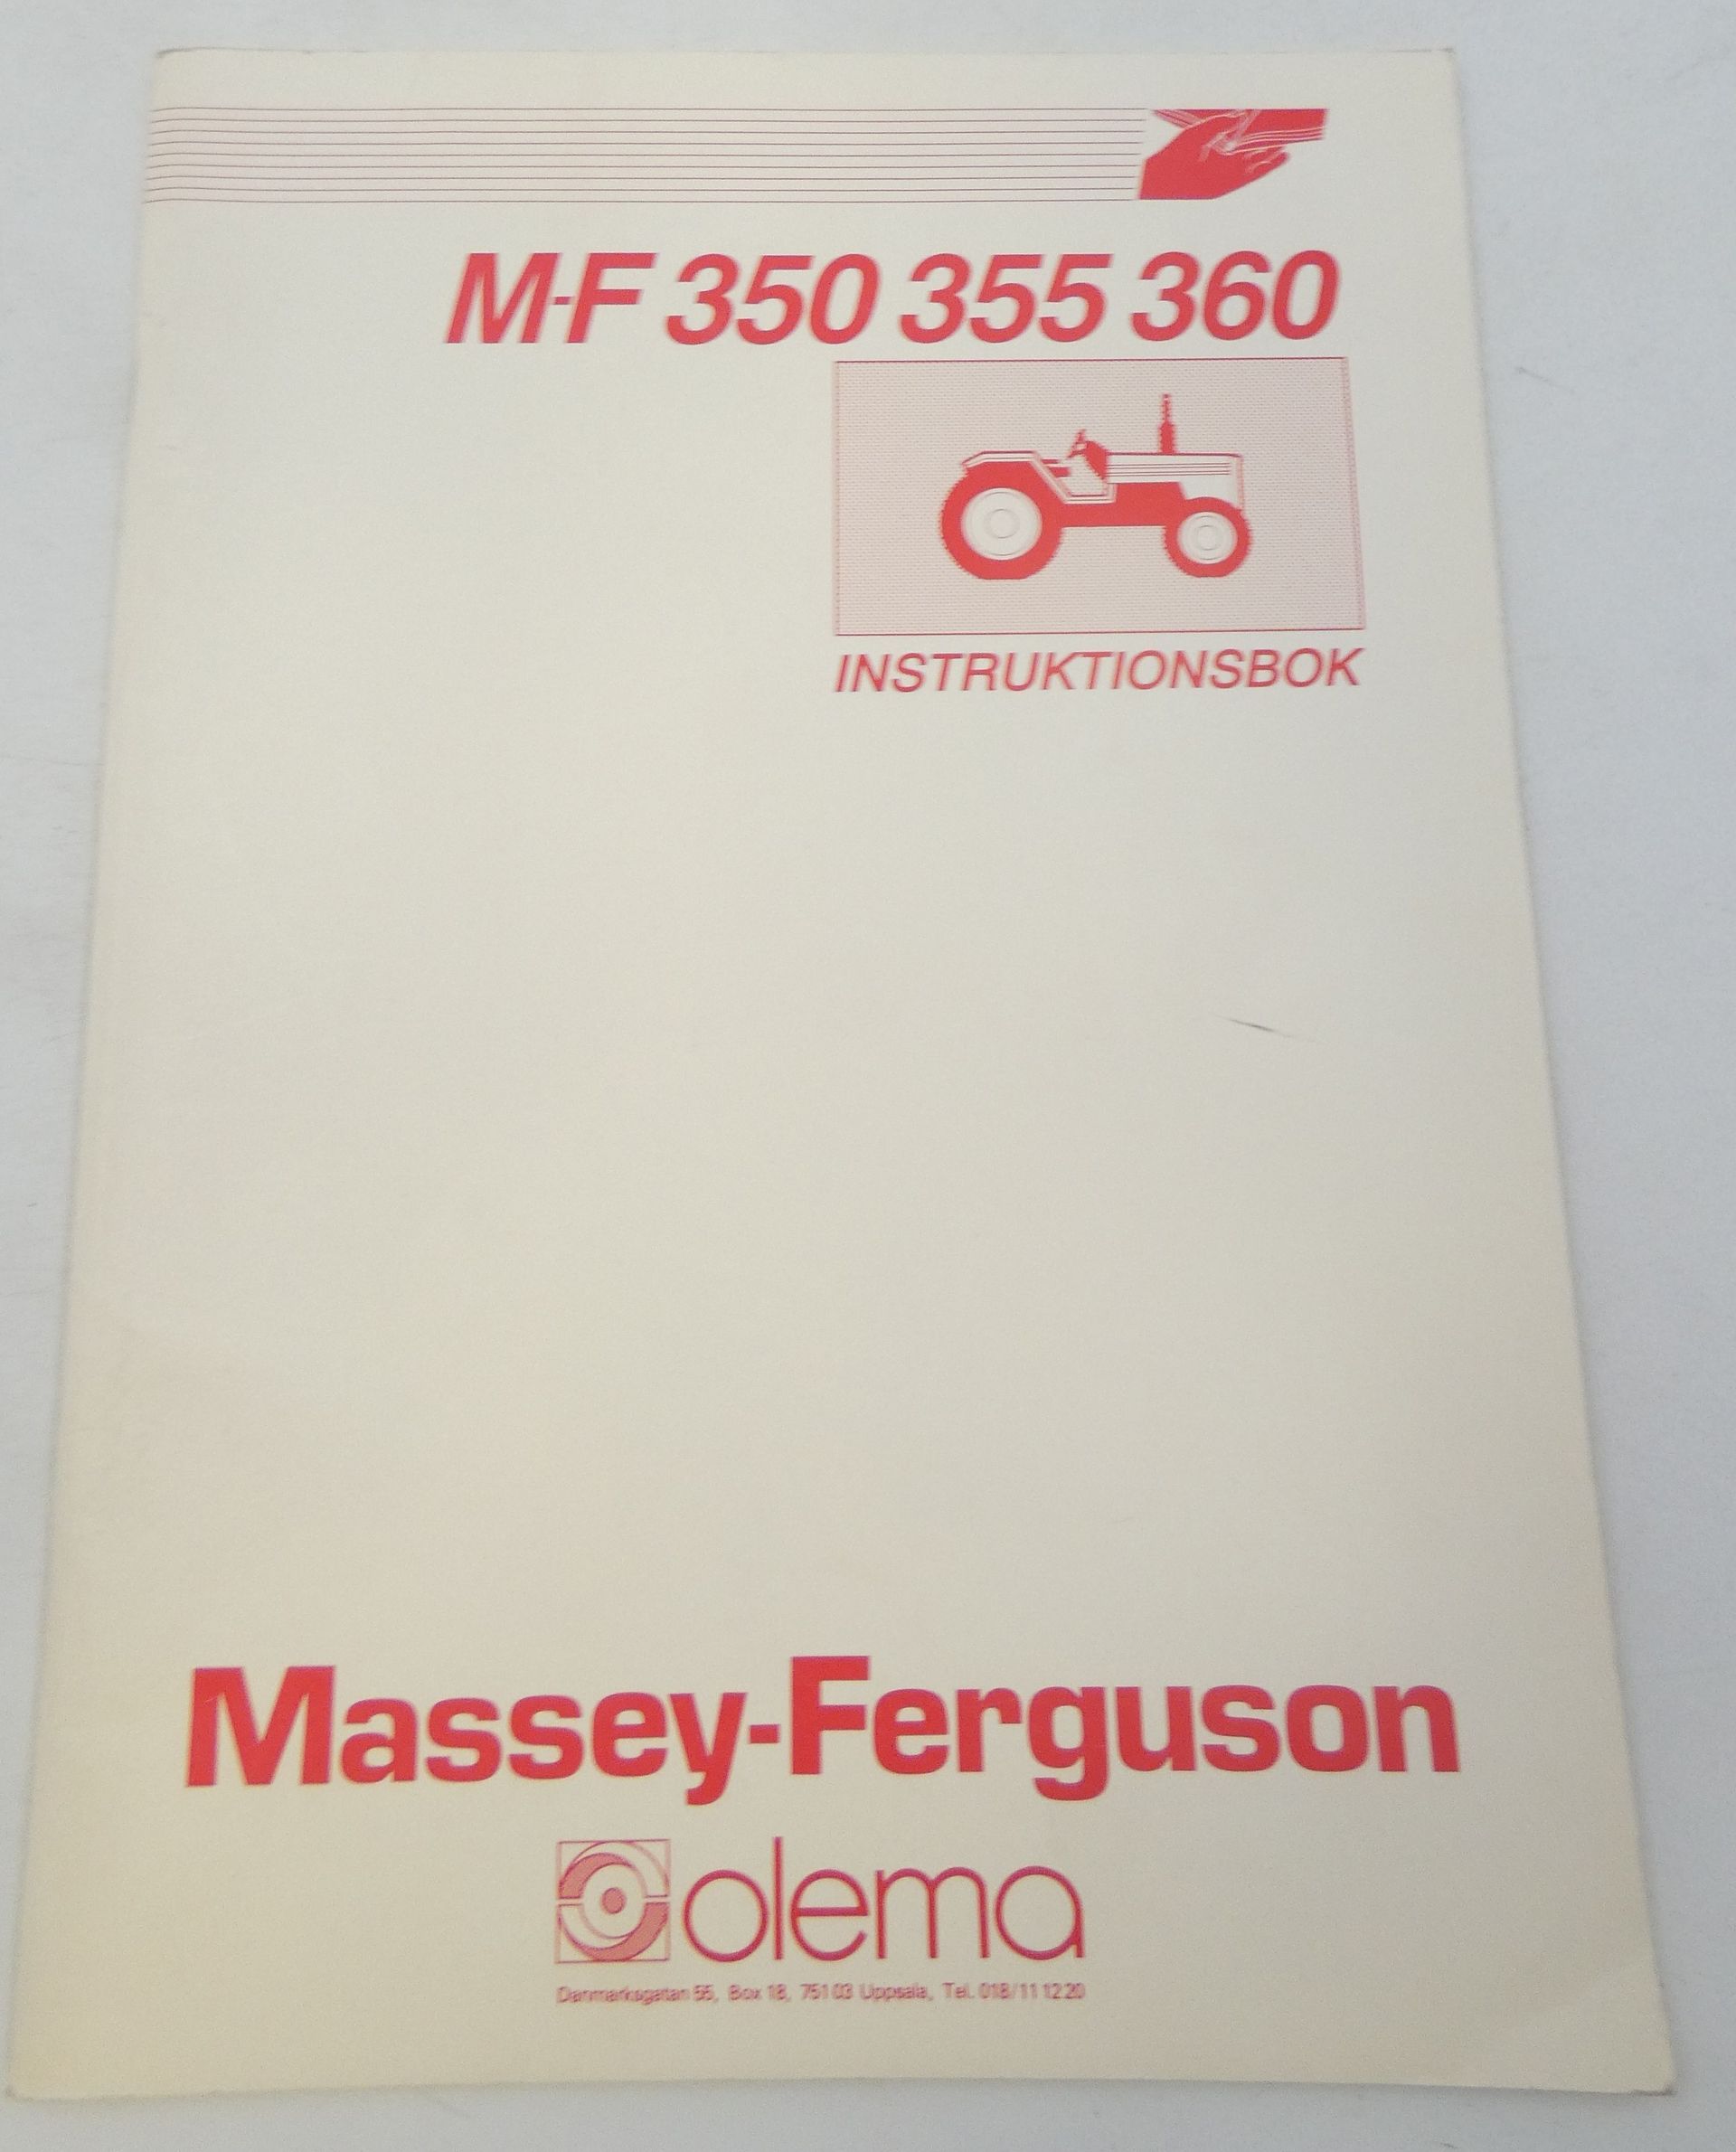 M-F 350 355 360
INSTRUKTIONSBOK
Massey-Ferguson
olema
Danmarksgatan 55, Box 18, 751 03 Uppsala, Tel. 018/11 12 20